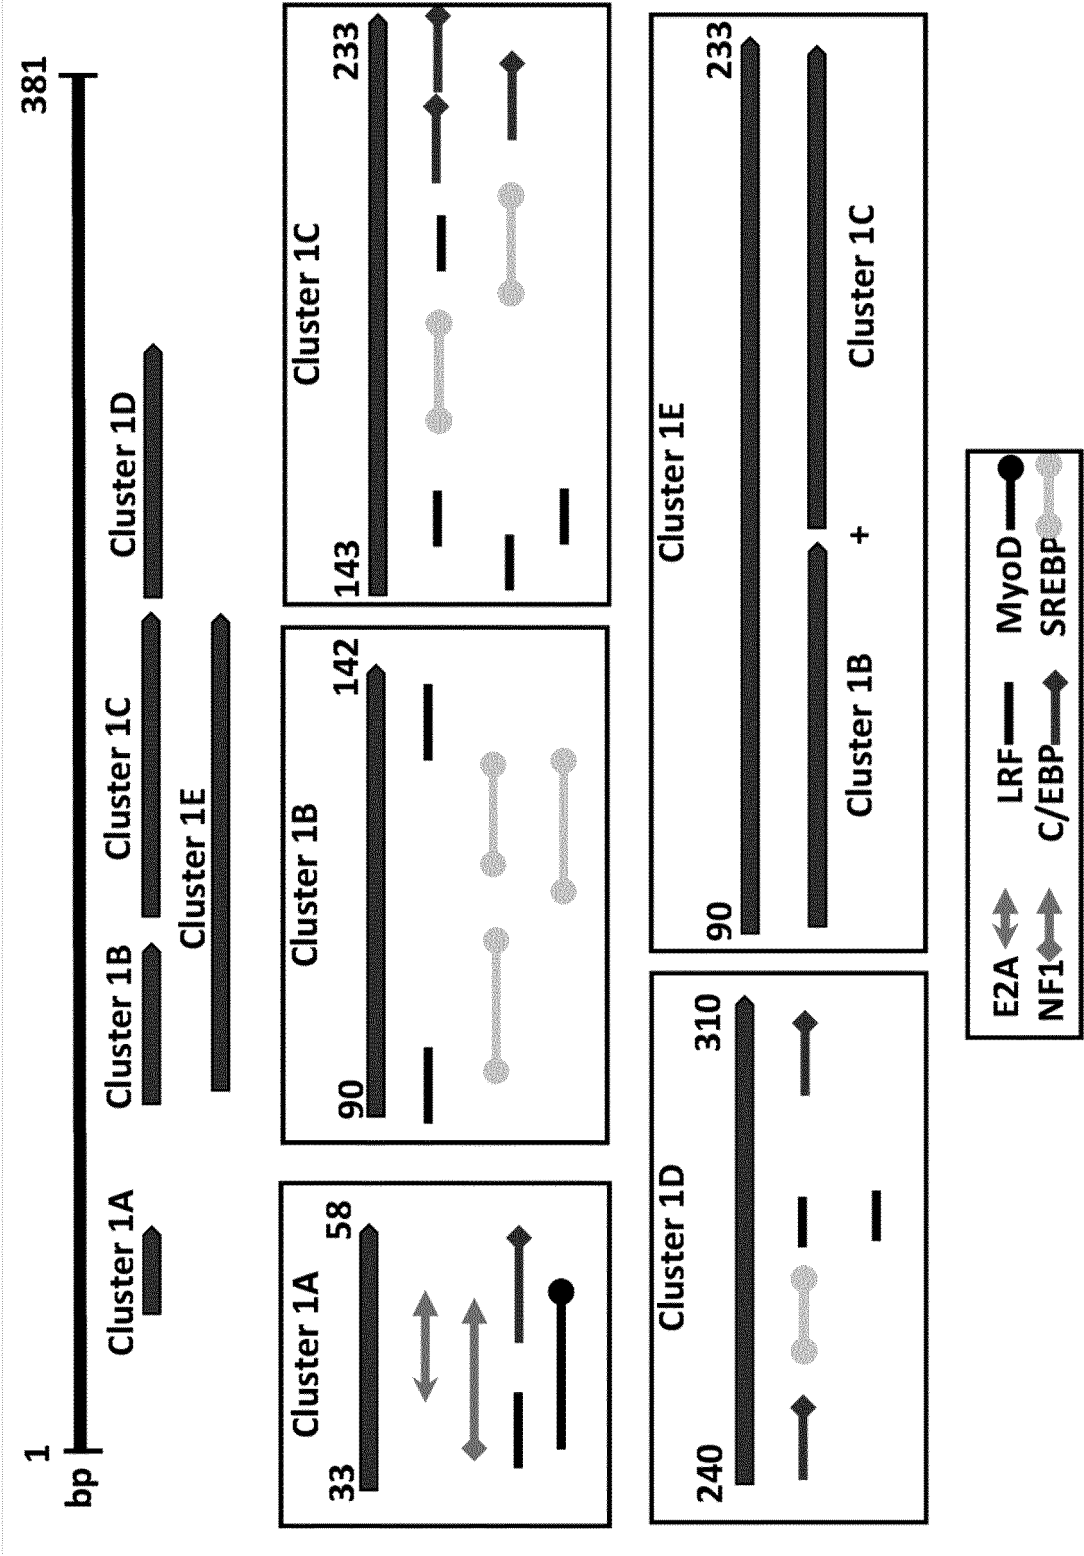 1 381
bp
Cluster 1A Cluster 1B Cluster 1C Cluster 1D
Cluster 1E
Cluster 1A
33 58
Cluster 1B
90 142
Cluster 1C
143 233
Cluster 1D
240 310
Cluster 1E
90 233
Cluster 1B + Cluster 1C
E2A LRF MyoD
NF1 C/EBP SREBP